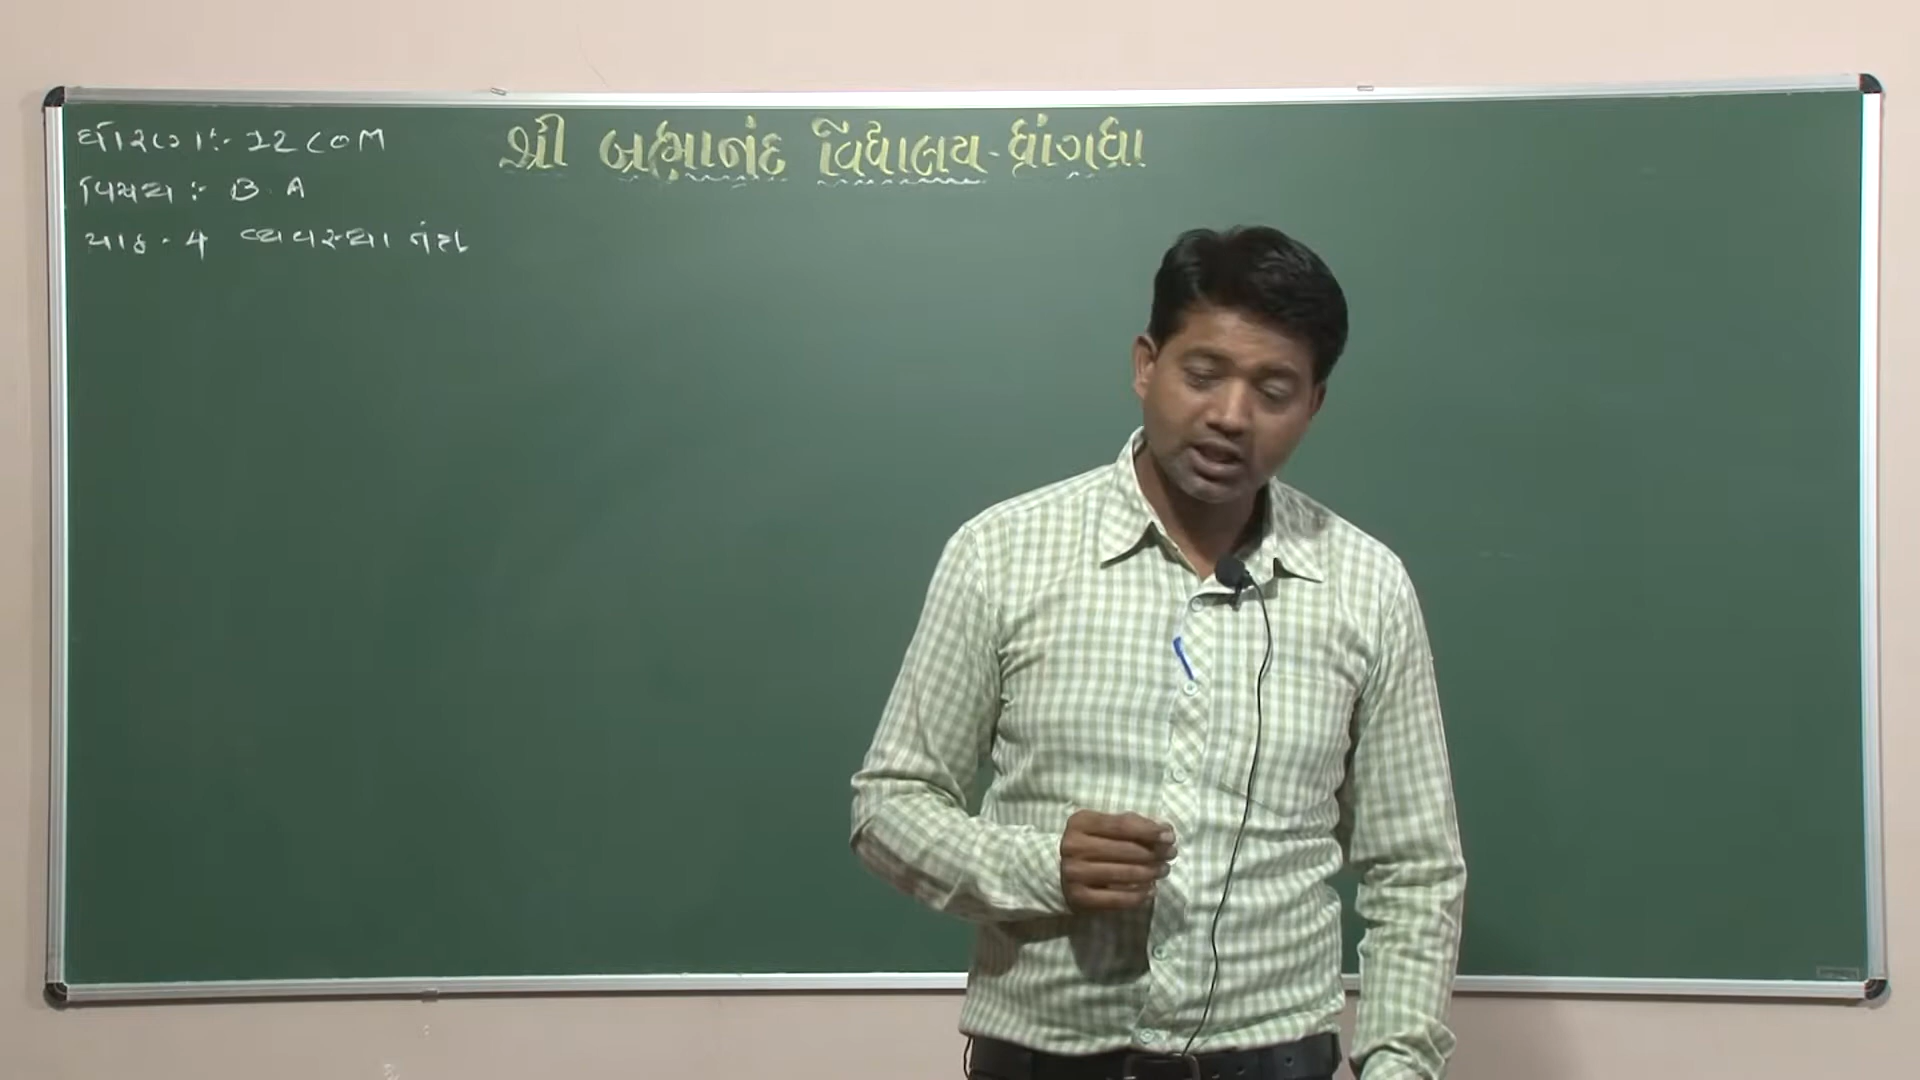 શ્રી બ્રહ્માનંદ વિદ્યાલય-ધ્રાંગધ્રા
ધોરણ :- 12 COM
વિષય :- B.A
પાઠ - 4 વ્યવસ્થા તંત્ર